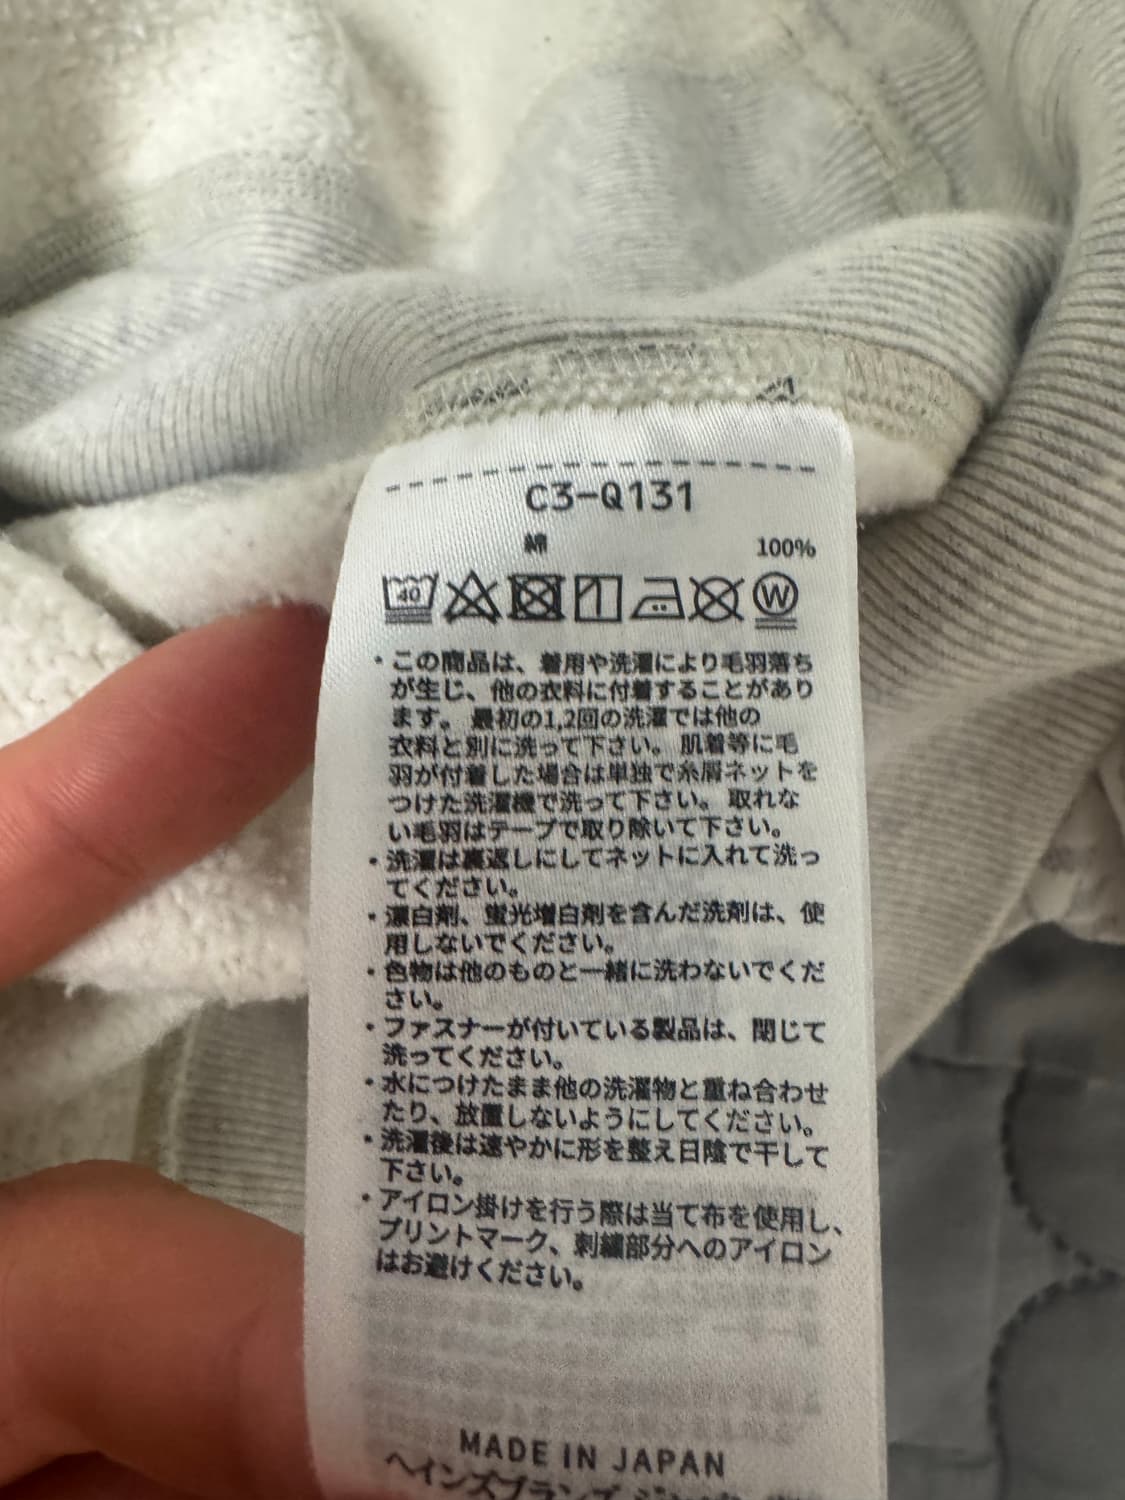 C3-Q131
綿 100%
40
W
・この商品は、着用や洗濯により毛羽落ち
が生じ、他の衣料に付着することがあり
ます。 最初の1,2回の洗濯では他の
衣料と別に洗って下さい。 肌着等に毛
羽が付着した場合は単独で糸屑ネットを
つけた洗濯機で洗って下さい。 取れな
い毛羽はテープで取り除いて下さい。
・洗濯は裏返しにしてネットに入れて洗っ
てください。
・漂白剤、蛍光増白剤を含んだ洗剤は、使
用しないでください。
・色物は他のものと一緒に洗わないでくだ
さい。
・ファスナーが付いている製品は、閉じて
洗ってください。
・水につけたまま他の洗濯物と重ね合わせ
たり、放置しないようにしてください。
・洗濯後は速やかに形を整え日陰で干して
下さい。
・アイロン掛けを行う際は当て布を使用し、
プリントマーク、刺繍部分へのアイロン
はお避けください。
MADE IN JAPAN
ヘインズブランズ ジャ